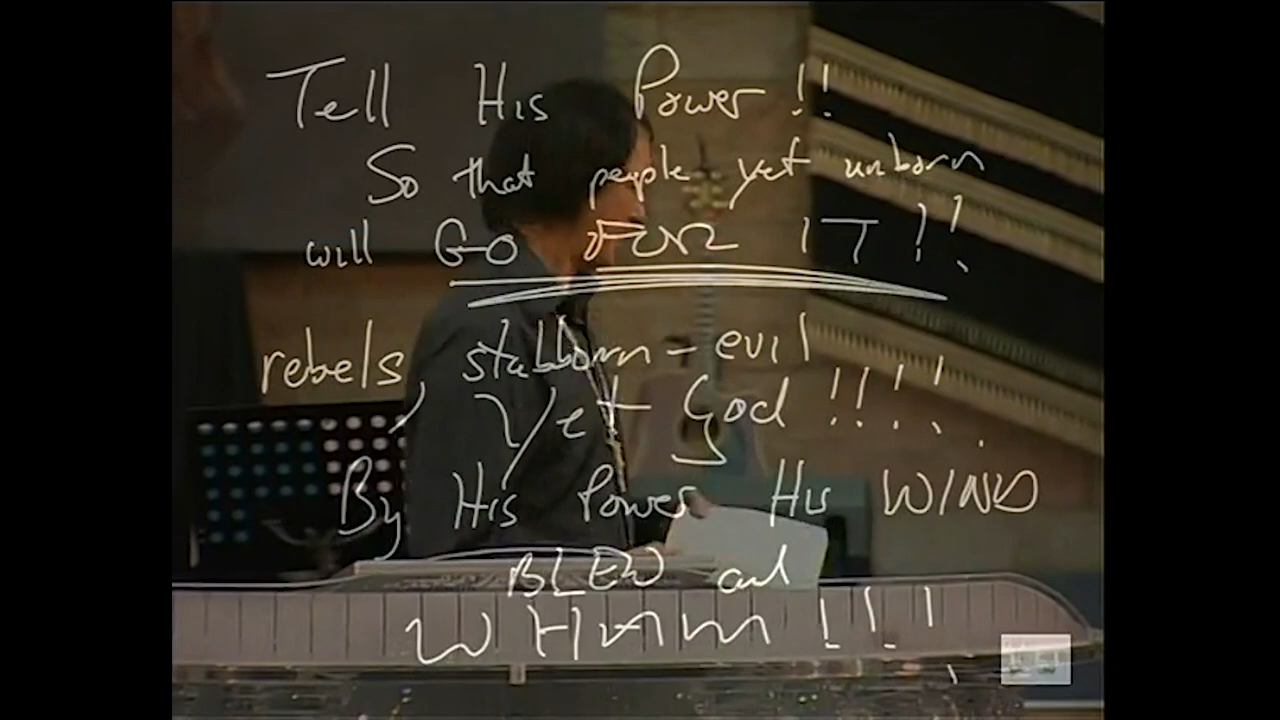 Tell His Power!!
So that people yet unborn
will GO FOR IT!!
rebels, stubborn - evil
Yet God!!!!
By His Power His WIND
BLEW and
WHAM!!!